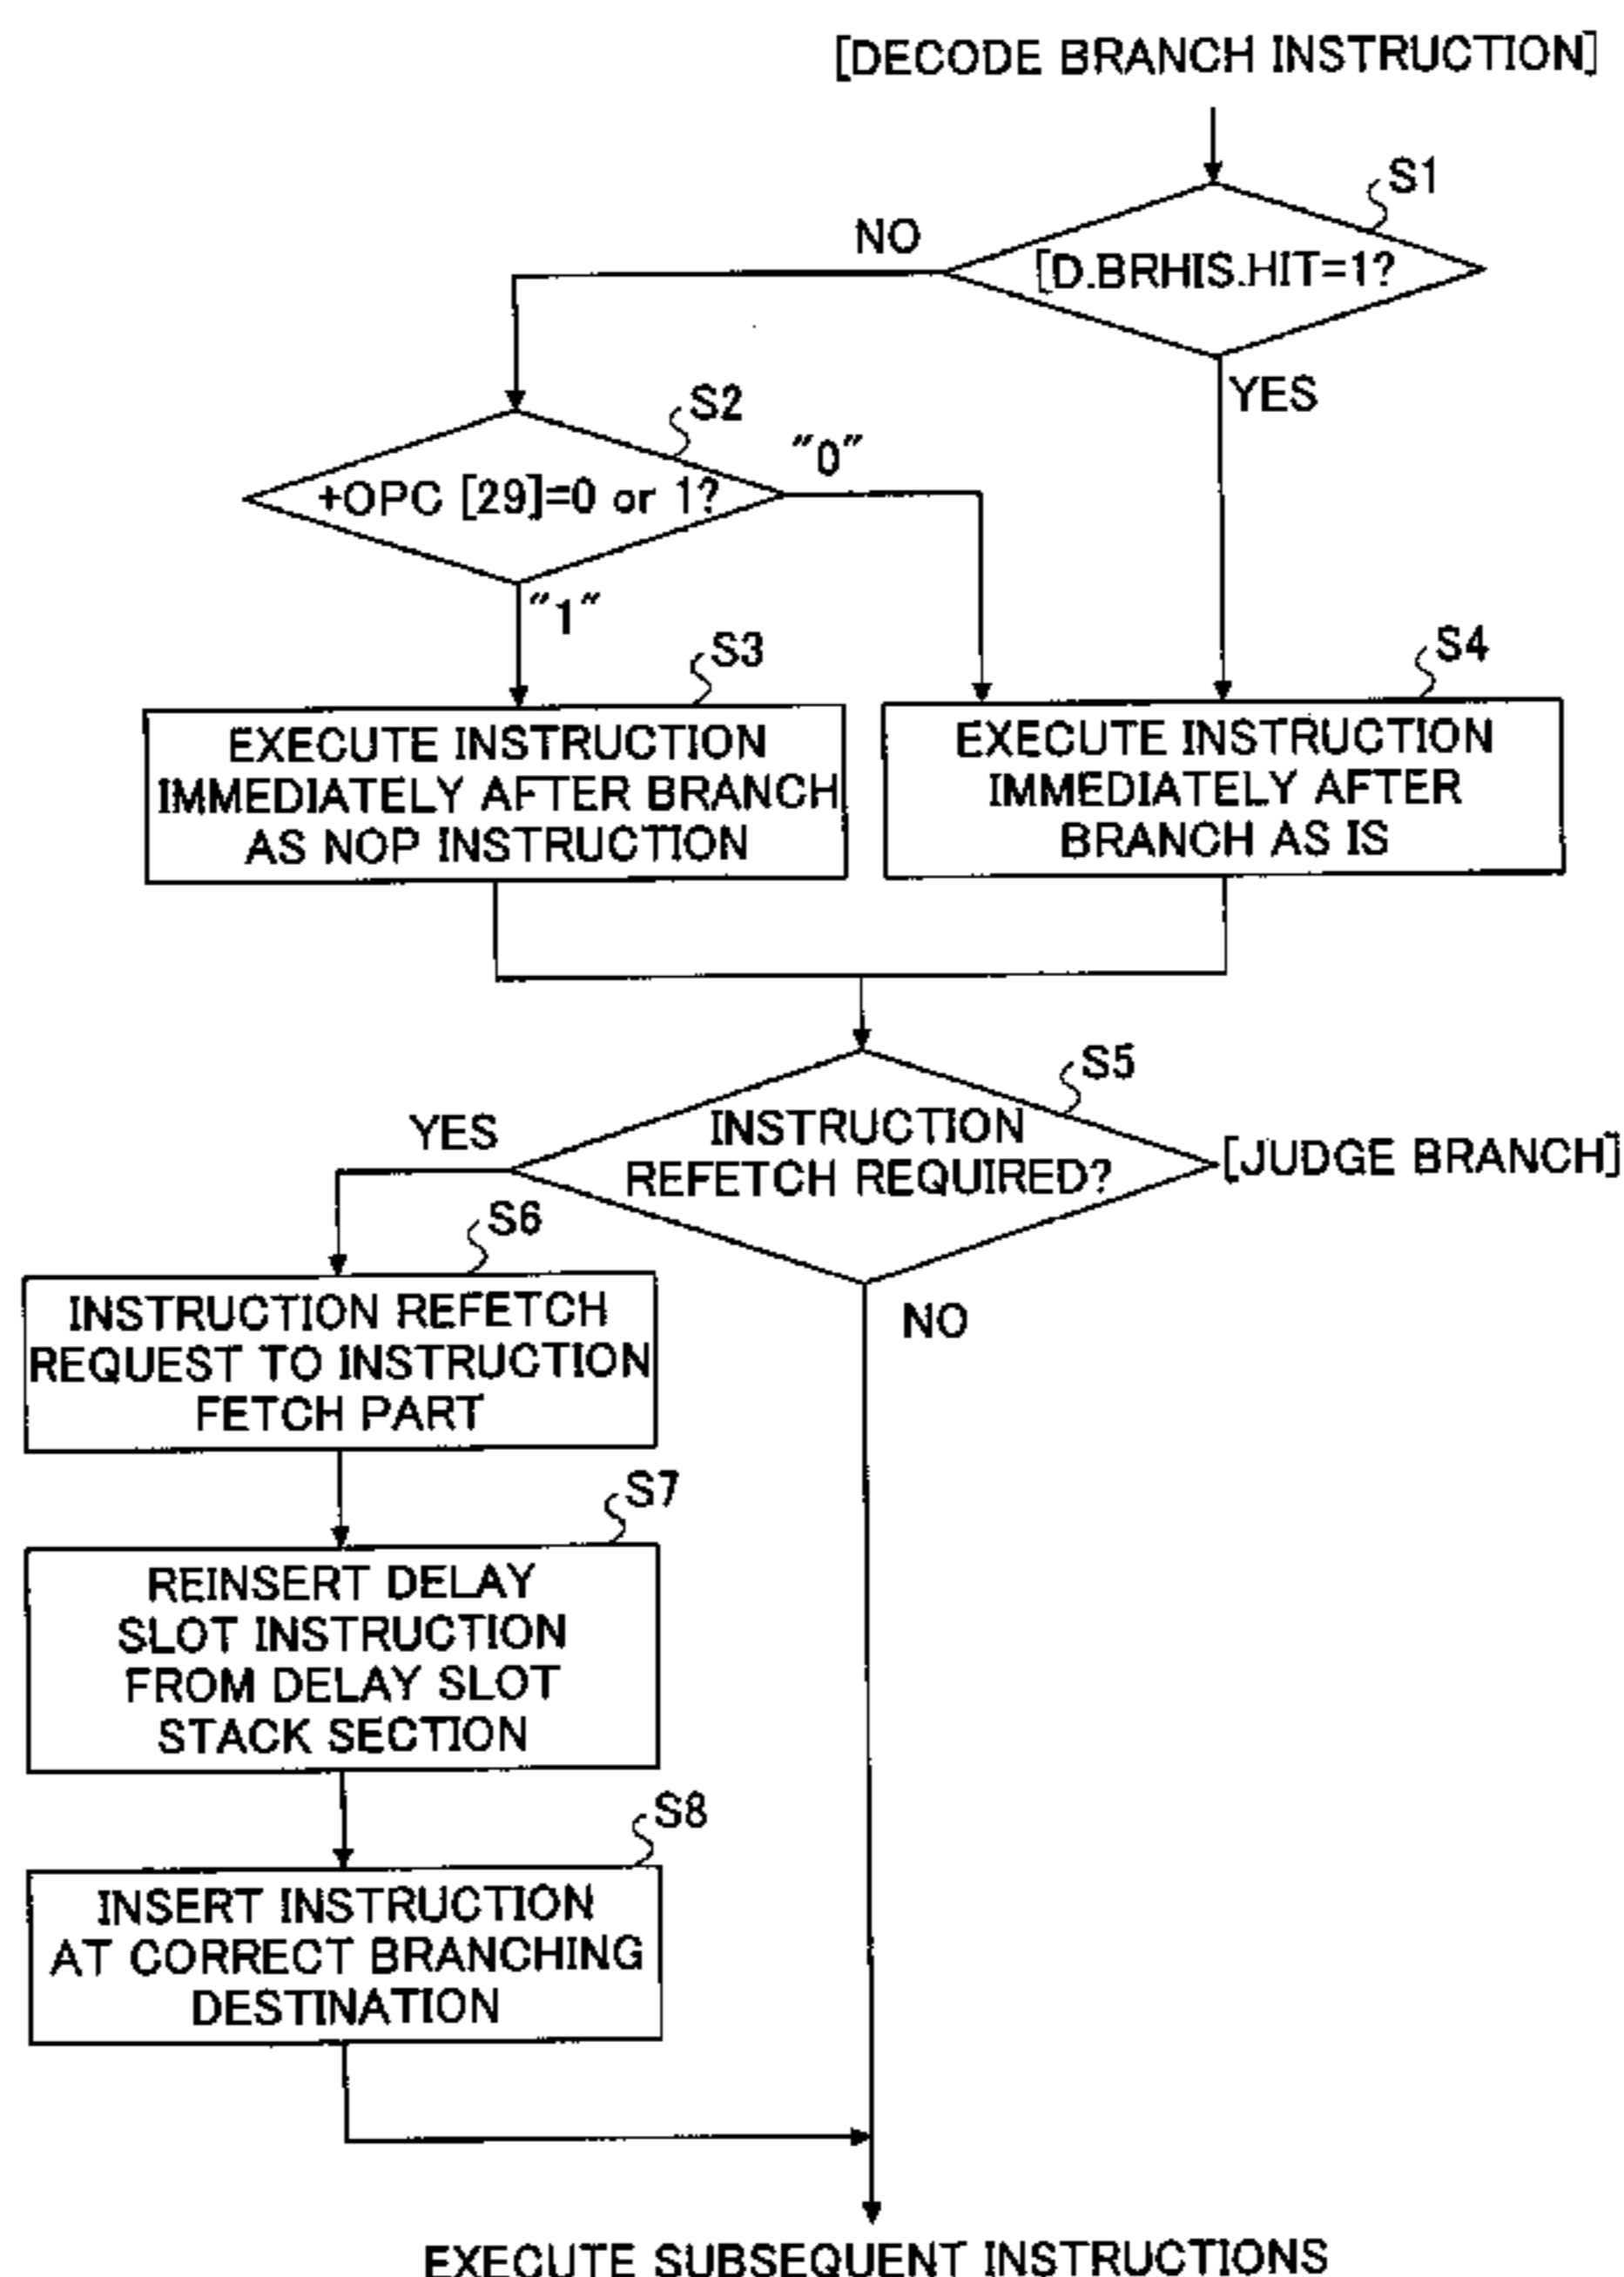 [DECODE BRANCH INSTRUCTION]
S1
NO
[D.BRHIS.HIT=1?
YES
S2
"0"
+OPC [29]=0 or 1?
"1"
S3
S4
EXECUTE INSTRUCTION
IMMEDIATELY AFTER BRANCH
AS NOP INSTRUCTION
EXECUTE INSTRUCTION
IMMEDIATELY AFTER
BRANCH AS IS
S5
YES
INSTRUCTION
REFETCH REQUIRED?
[JUDGE BRANCH]
S6
NO
INSTRUCTION REFETCH
REQUEST TO INSTRUCTION
FETCH PART
S7
REINSERT DELAY
SLOT INSTRUCTION
FROM DELAY SLOT
STACK SECTION
S8
INSERT INSTRUCTION
AT CORRECT BRANCHING
DESTINATION
EXECUTE SUBSEQUENT INSTRUCTIONS